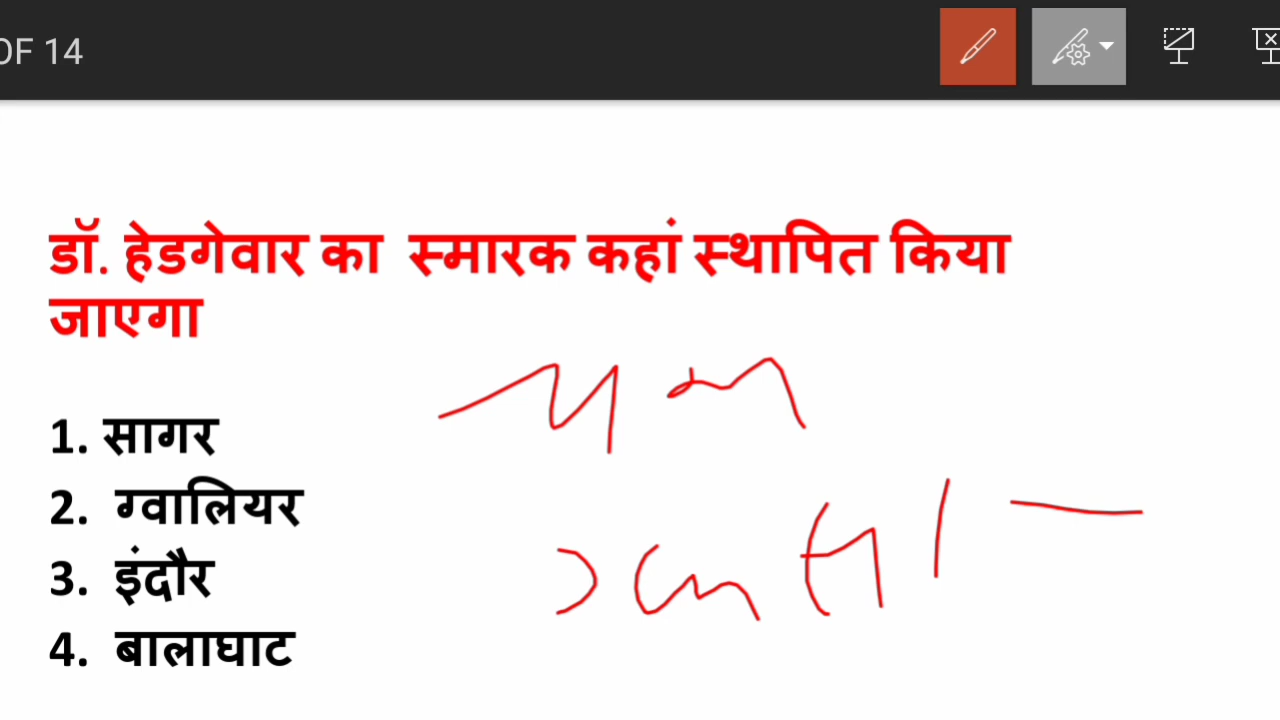 OF 14
डॉ. हेडगेवार का स्मारक कहां स्थापित किया
जाएगा
1. सागर
2. ग्वालियर
3. इंदौर
4. बालाघाट